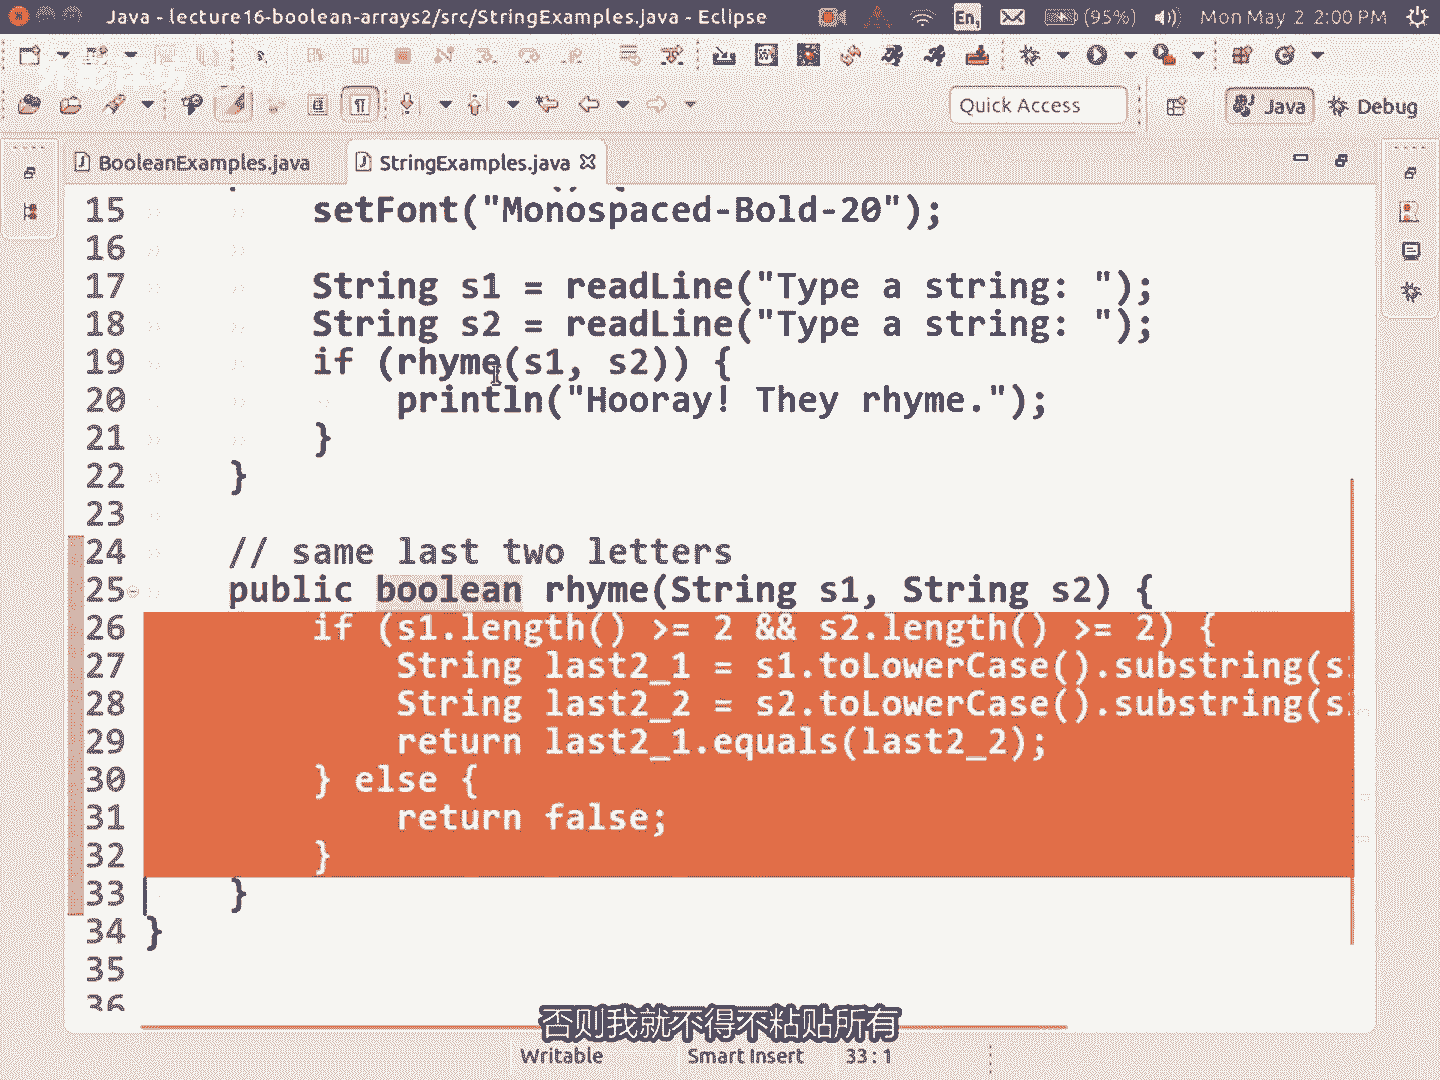 Java - lecture16-boolean-arrays2/src/StringExamples.java - Eclipse
En
(95%)
Mon May 2 2:00 PM
Quick Access
Java
Debug
BooleanExamples.java
StringExamples.java
15 setFont("Monospaced-Bold-20");
16
17 String s1 = readLine("Type a string: ");
18 String s2 = readLine("Type a string: ");
19 if (rhyme(s1, s2)) {
20 println("Hooray! They rhyme.");
21 }
22 }
23
24 // same last two letters
25 public boolean rhyme(String s1, String s2) {
26 if (s1.length() >= 2 && s2.length() >= 2) {
27 String last2_1 = s1.toLowerCase().substring(s
28 String last2_2 = s2.toLowerCase().substring(s
29 return last2_1.equals(last2_2);
30 } else {
31 return false;
32 }
33 }
34 }
35
36
否则我就不得不粘贴所有
Writable
Smart Insert
33 : 1